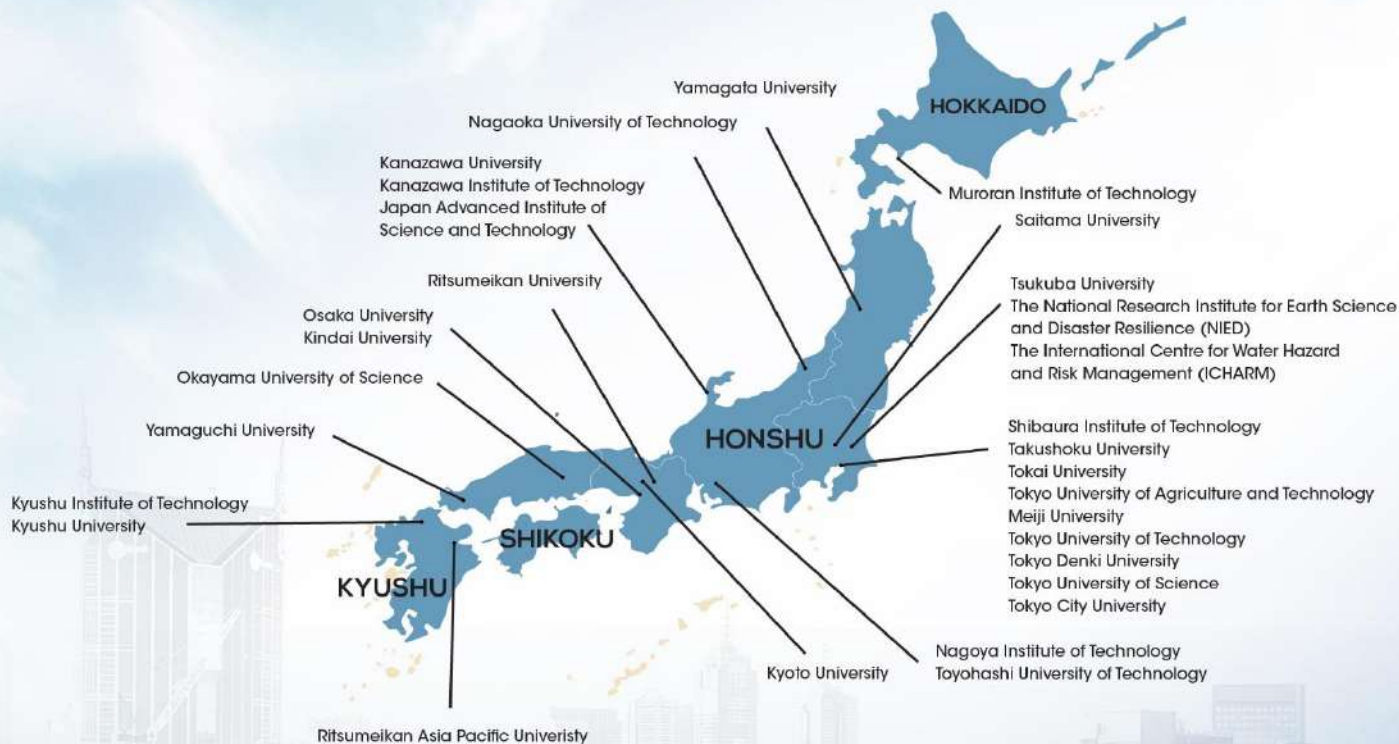 HOKKAIDO
Yamagata University
Nagaoka University of Technology
Kanazawa University
Kanazawa Institute of Technology
Japan Advanced Institute of
Science and Technology
Muroran Institute of Technology
Saitama University
Ritsumeikan University
Tsukuba University
The National Research Institute for Earth Science
and Disaster Resilience (NIED)
The International Centre for Water Hazard
and Risk Management (ICHARM)
Osaka University
Kindai University
Okayama University of Science
Yamaguchi University
HONSHU
Shibaura Institute of Technology
Takushoku University
Tokai University
Tokyo University of Agriculture and Technology
Meiji University
Tokyo University of Technology
Tokyo Denki University
Tokyo University of Science
Tokyo City University
Kyushu Institute of Technology
Kyushu University
SHIKOKU
KYUSHU
Nagoya Institute of Technology
Toyohashi University of Technology
Kyoto University
Ritsumeikan Asia Pacific Univeristy